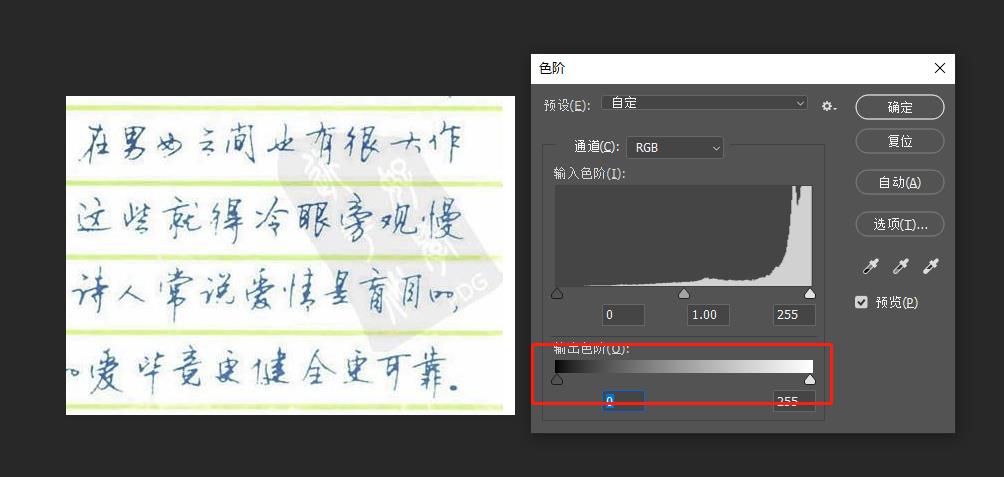 在男女之间也有很大作
这些就得冷眼旁观,慢
诗人常说爱情是盲目的,
的爱毕竟更健全更可靠。
PDG
色阶
预设(E): 自定
确定
复位
自动(A)
选项(T)...
预览(P)
通道(C): RGB
输入色阶(I):
0 1.00 255
输出色阶(O):
0 255